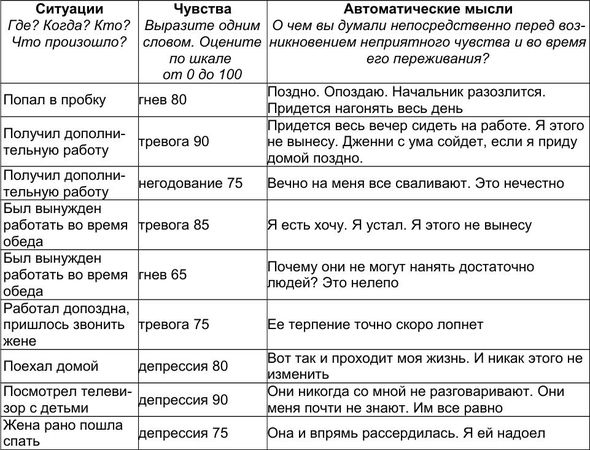 Ситуации
Где? Когда? Кто?
Что произошло?
Чувства
Выразите одним
словом. Оцените
по шкале
от 0 до 100
Автоматические мысли
О чем вы думали непосредственно перед воз-
никновением неприятного чувства и во время
его переживания?
Попал в пробку
гнев 80
Поздно. Опоздаю. Начальник разозлится.
Придется нагонять весь день
Получил дополни-
тельную работу
тревога 90
Придется весь вечер сидеть на работе. Я этого
не вынесу. Дженни с ума сойдет, если я приду
домой поздно.
Получил дополни-
тельную работу
негодование 75
Вечно на меня все сваливают. Это нечестно
Был вынужден
работать во время
обеда
тревога 85
Я есть хочу. Я устал. Я этого не вынесу
Был вынужден
работать во время
обеда
гнев 65
Почему они не могут нанять достаточно
людей? Это нелепо
Работал допоздна,
пришлось звонить
жене
тревога 75
Ее терпение точно скоро лопнет
Поехал домой
депрессия 80
Вот так и проходит моя жизнь. И никак этого не
изменить
Посмотрел телеви-
зор с детьми
депрессия 90
Они никогда со мной не разговаривают. Они
меня почти не знают. Им все равно
Жена рано пошла
спать
депрессия 75
Она и впрямь рассердилась. Я ей надоел